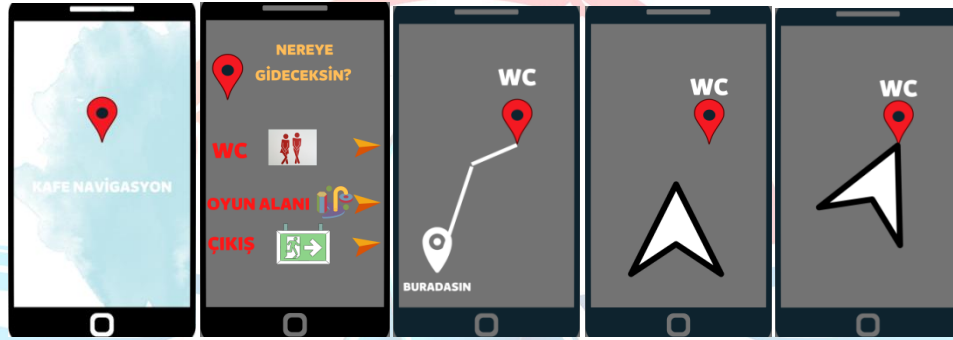 KAFE NAVİGASYON
NEREYE
GİDECEKSİN?
WC
OYUN ALANI
ÇIKIŞ
WC
BURADASIN
WC
WC